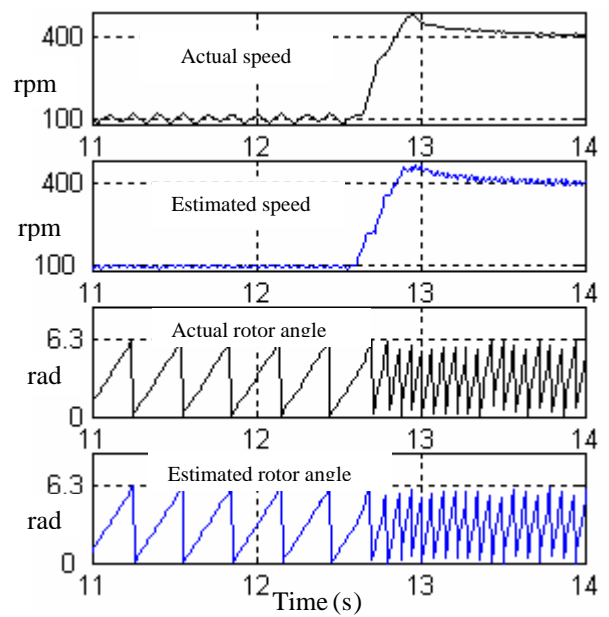 400
Actual speed
rpm
100
11 12 13 14
400
Estimated speed
rpm
100
11 12 13 14
Actual rotor angle
6.3
rad
0
11 12 13 14
Estimated rotor angle
6.3
rad
0
11 12 13 14
Time (s)